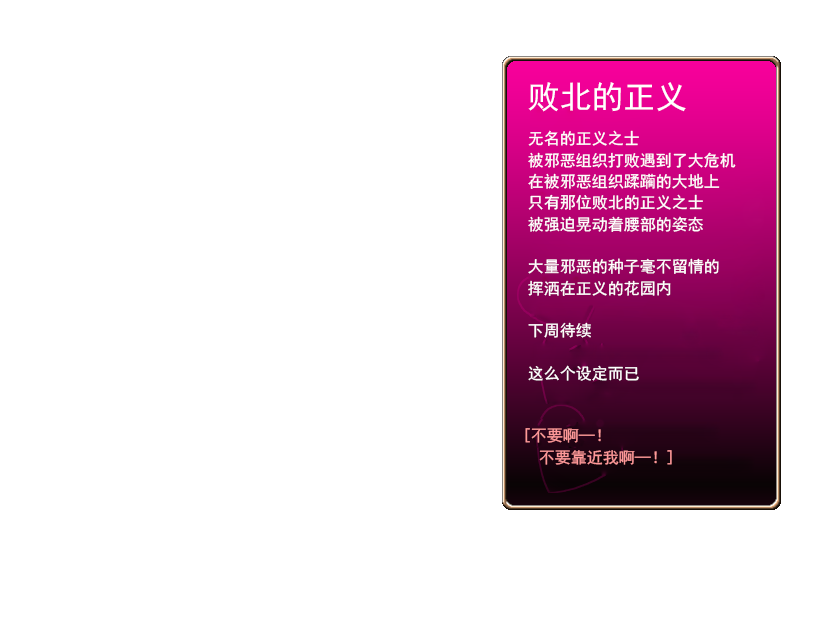 败北的正义
无名的正义之士
被邪恶组织打败遇到了大危机
在被邪恶组织蹂躏的大地上
只有那位败北的正义之士
被强迫晃动着腰部的姿态
大量邪恶的种子毫不留情的
挥洒在正义的花园内
下周待续
这么个设定而已
[不要啊—！
不要靠近我啊—！]